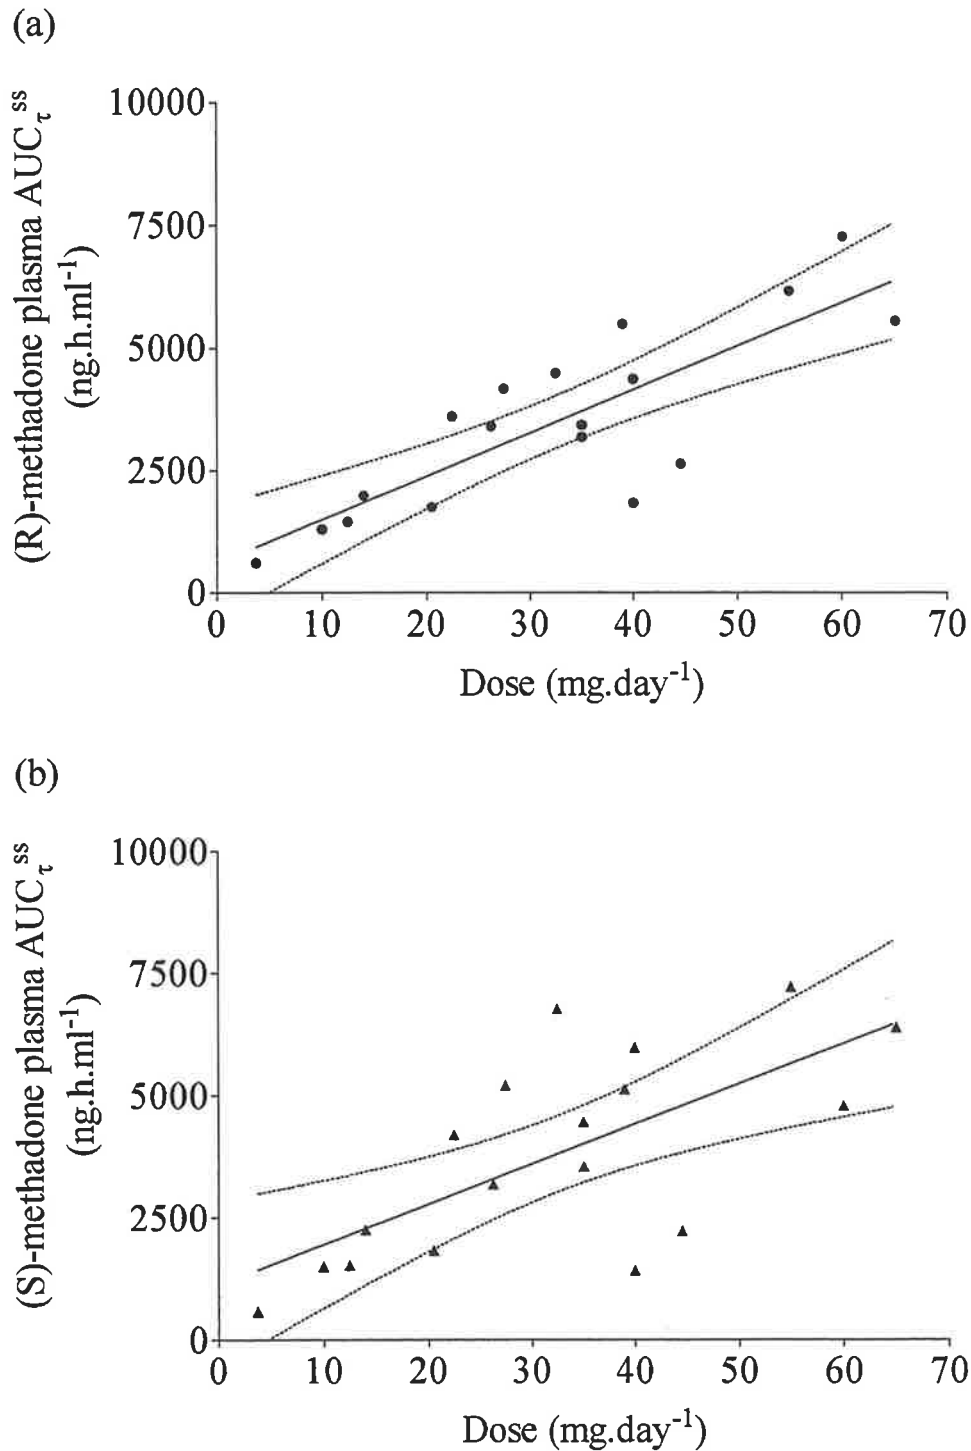 (a)
(R)-methadone plasma AUCτss
(ng.h.ml-1)
10000
7500
5000
2500
0
0 10 20 30 40 50 60 70
Dose (mg.day-1)
(b)
(S)-methadone plasma AUCτss
(ng.h.ml-1)
10000
7500
5000
2500
0
0 10 20 30 40 50 60 70
Dose (mg.day-1)